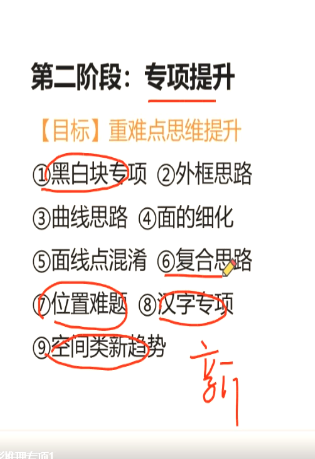 第二阶段：专项提升
【目标】重难点思维提升
①黑白块专项 ②外框思路
③曲线思路 ④面的细化
⑤面线点混淆 ⑥复合思路
⑦位置难题 ⑧汉字专项
⑨空间类新趋势
新